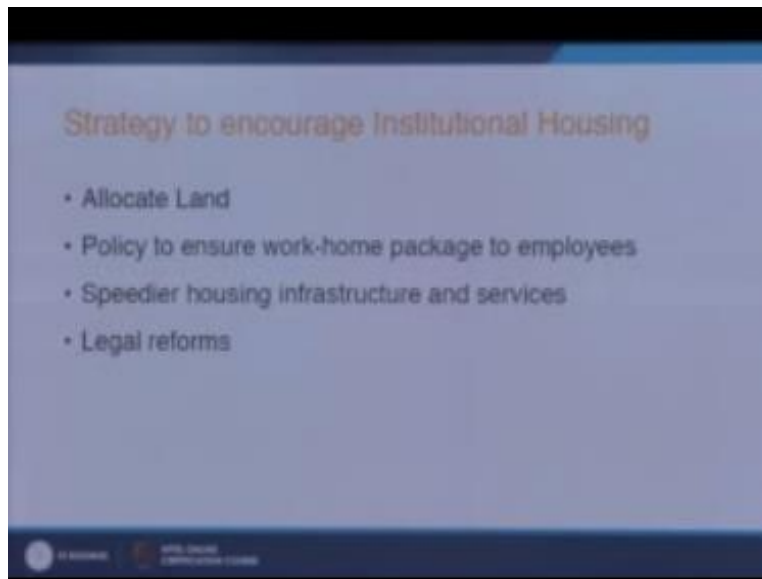 Strategy to encourage Institutional Housing
• Allocate Land
• Policy to ensure work-home package to employees
• Speedier housing infrastructure and services
• Legal reforms